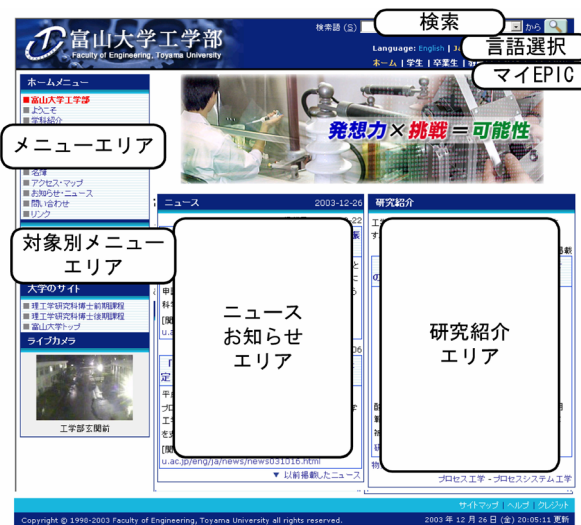 富山大学工学部
Faculty of Engineering, Toyama University
検索語 (S)
検索
から
Language: English
言語選択
ホーム | 学生 | 卒業生 |
マイEPIC
ホームメニュー
富山大学工学部
ようこそ
学科紹介
メニューエリア
名簿
アクセス・マップ
お知らせ・ニュース
問い合わせ
リンク
対象別メニュー
エリア
大学のサイト
理工学研究科博士前期課程
理工学研究科博士後期課程
富山大学トップ
ライブカメラ
工学部玄関前
発想力×挑戦=可能性
ニュース 2003-12-26
ニュース
お知らせ
エリア
u.ac.jp/eng/ja/news/news031016.html
▼ 以前掲載したニュース
研究紹介
研究紹介
エリア
プロセス工学 - プロセスシステム工学
サイトマップ | ヘルプ | クレジット
Copyright © 1998-2003 Faculty of Engineering, Toyama University all rights reserved.
2003 年 12 月 26 日 (金) 20:05:11 更新